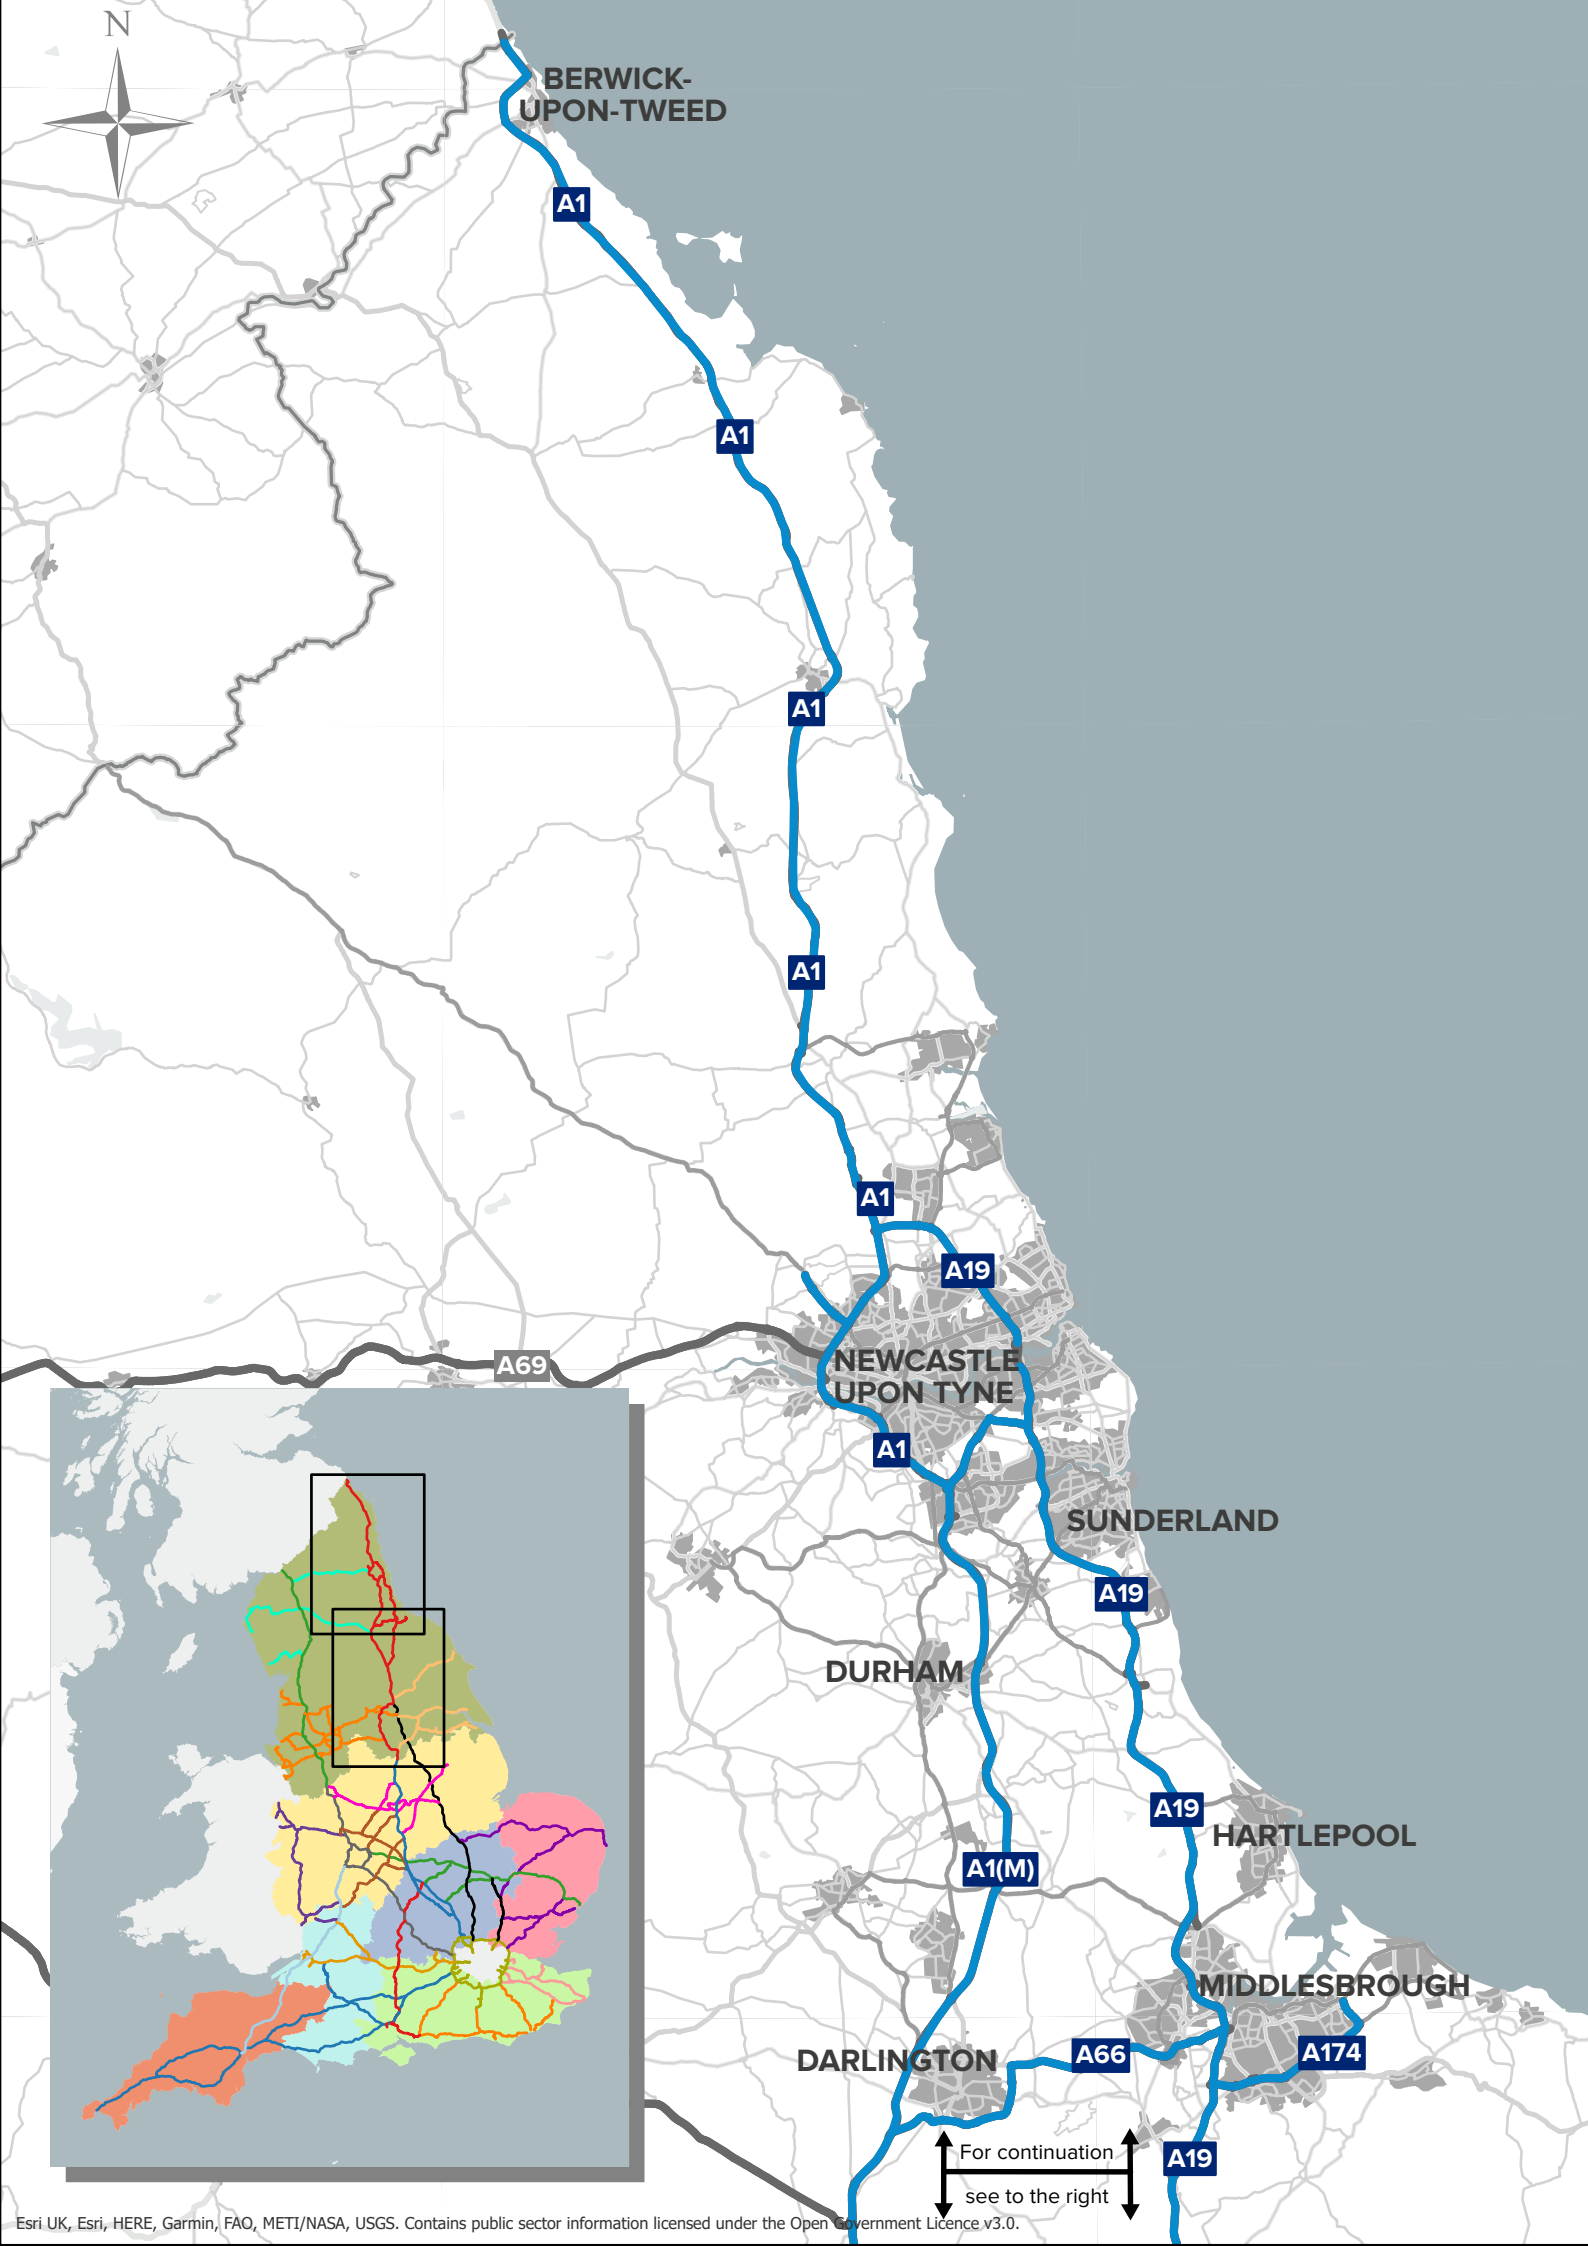 N
BERWICK-
UPON-TWEED
A1
A1
A1
A1
A1
A19
NEWCASTLE
UPON TYNE
A69
A1
SUNDERLAND
A19
DURHAM
A19
HARTLEPOOL
A1(M)
MIDDLESBROUGH
DARLINGTON
A66
A174
For continuation
see to the right
A19
Esri UK, Esri, HERE, Garmin, FAO, METI/NASA, USGS. Contains public sector information licensed under the Open Government Licence v3.0.